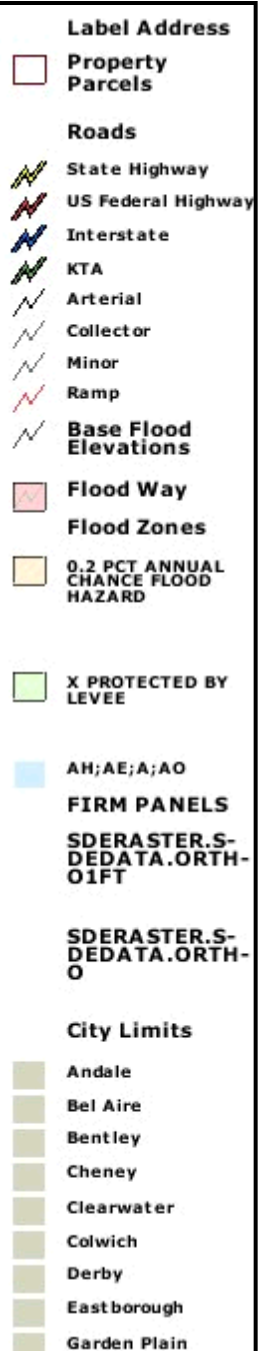 Label Address
Property
Parcels
Roads
State Highway
US Federal Highway
Interstate
KTA
Arterial
Collector
Minor
Ramp
Base Flood
Elevations
Flood Way
Flood Zones
0.2 PCT ANNUAL
CHANCE FLOOD
HAZARD
X PROTECTED BY
LEVEE
AH;AE;A;AO
FIRM PANELS
SDERASTER.S-
DEDATA.ORTH-
O1FT
SDERASTER.S-
DEDATA.ORTH-
O
City Limits
Andale
Bel Aire
Bentley
Cheney
Clearwater
Colwich
Derby
Eastborough
Garden Plain